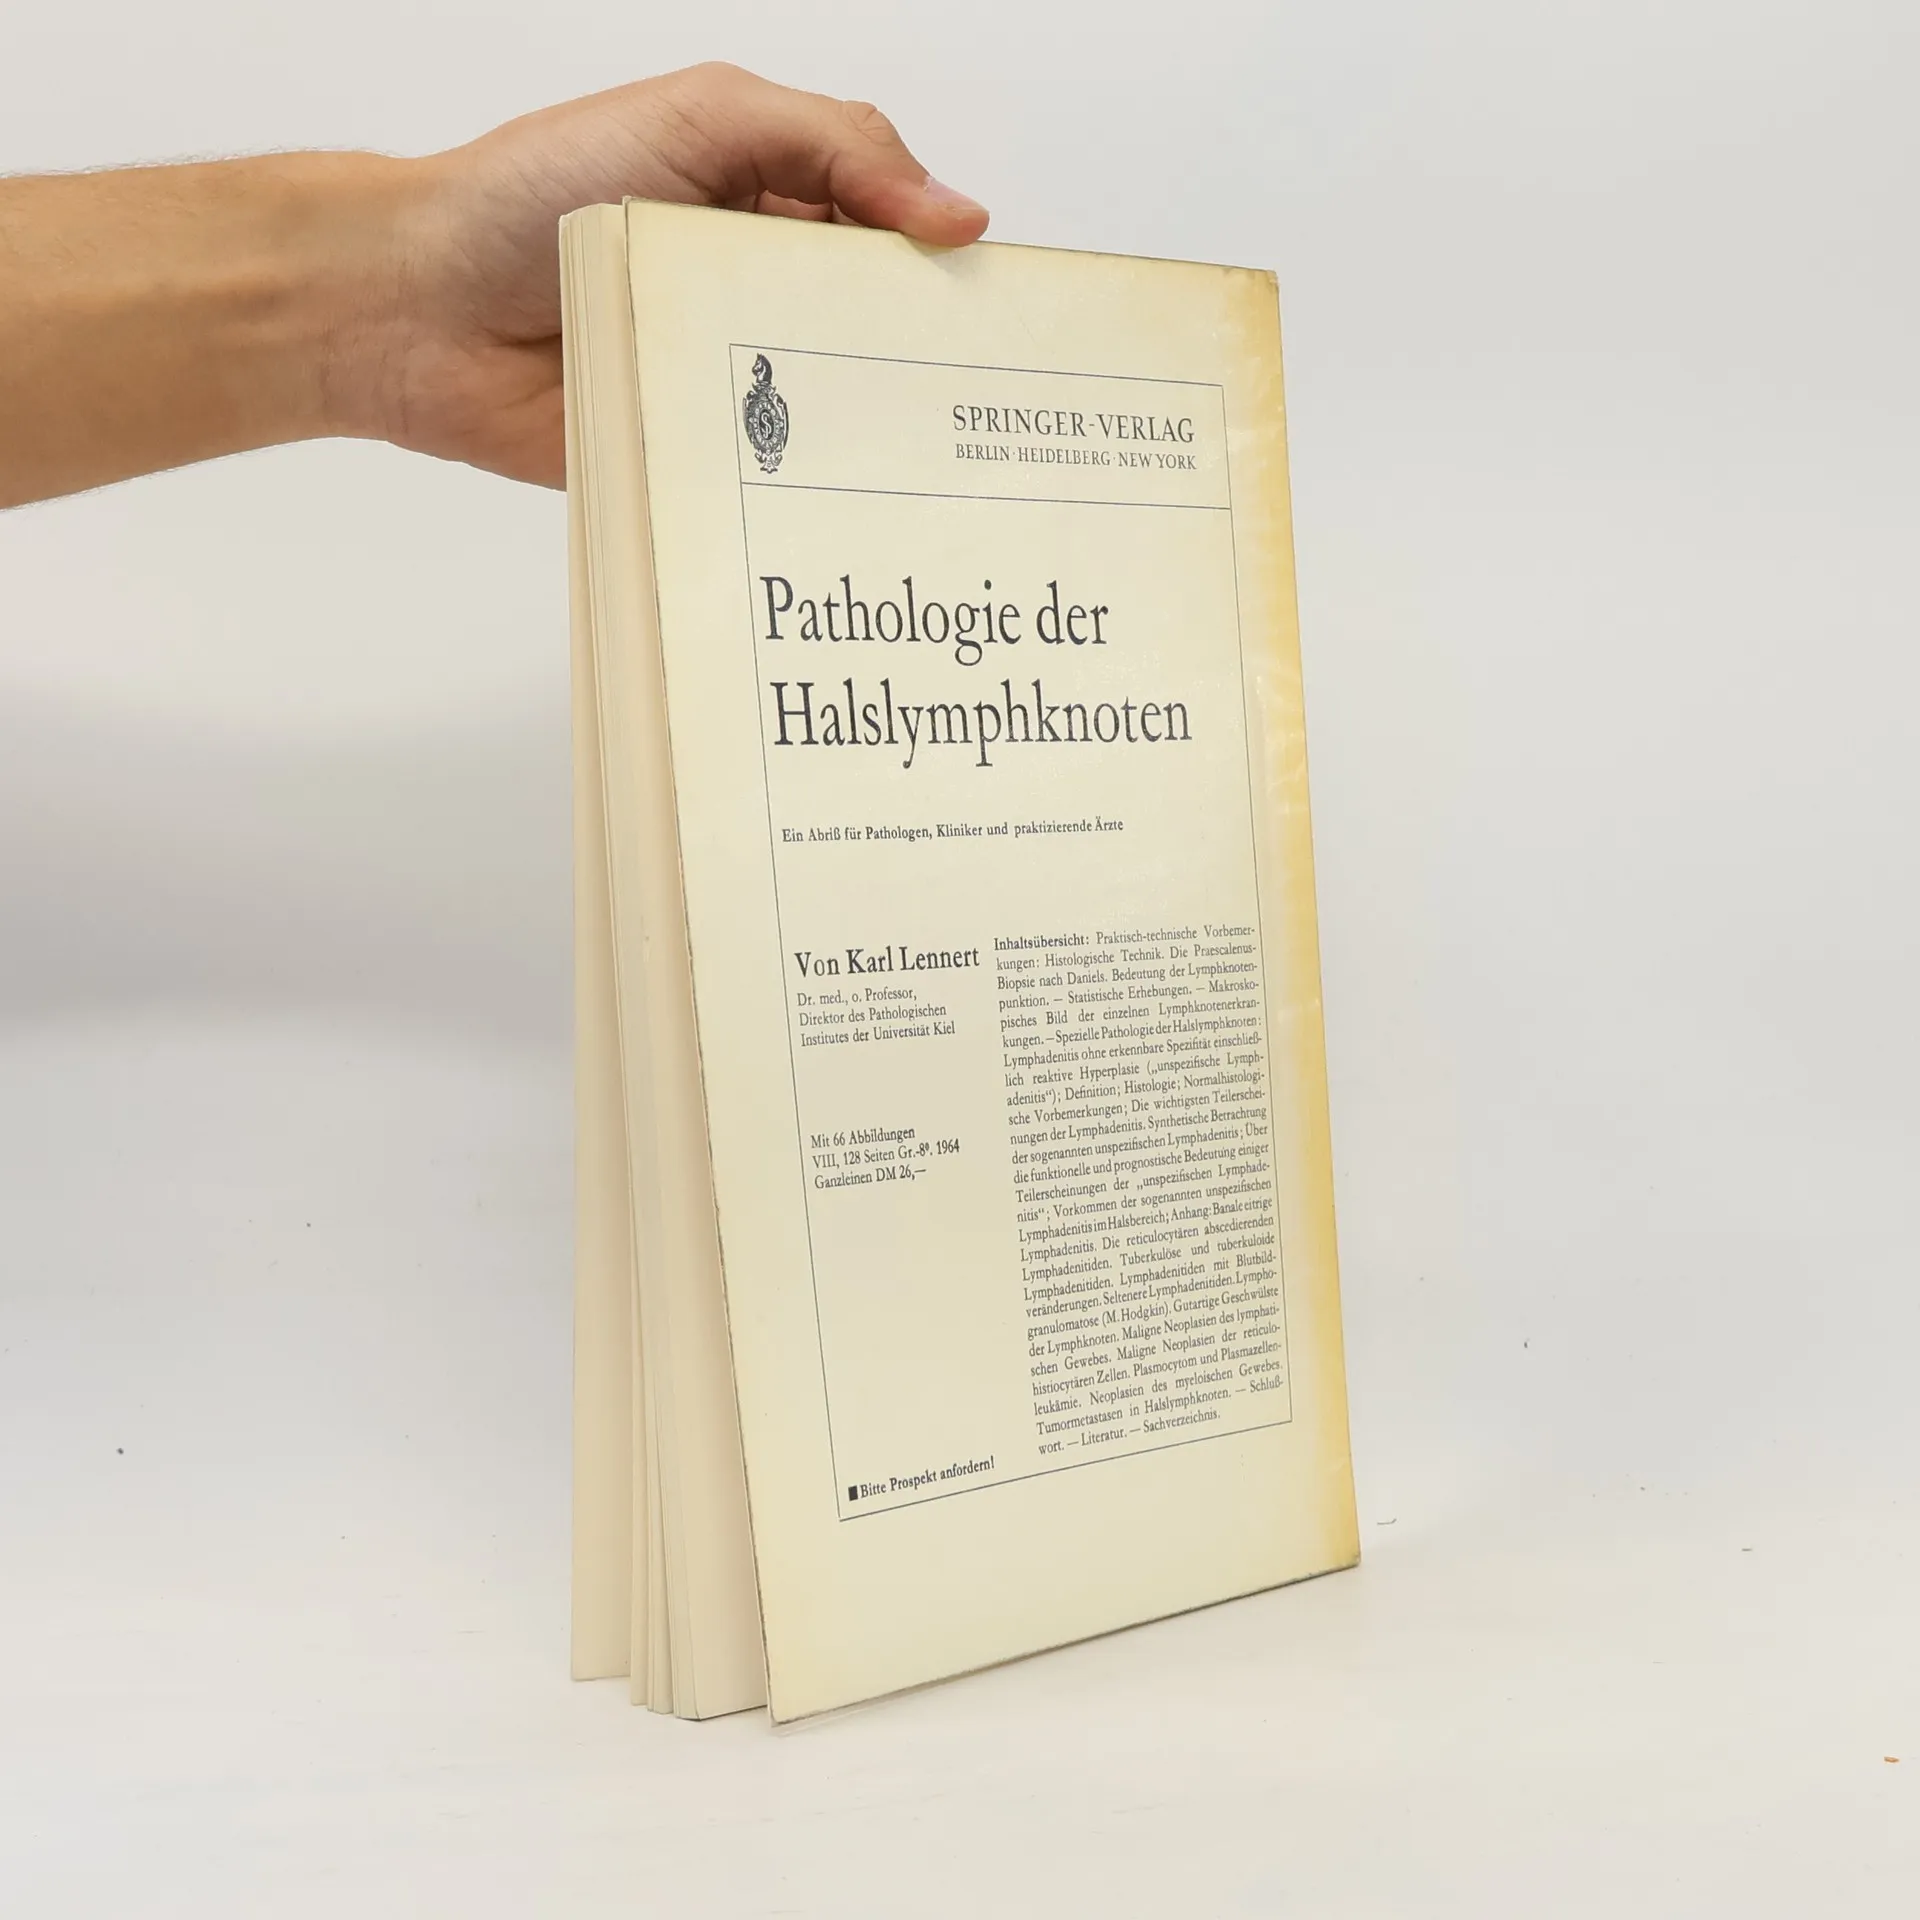 SPRINGER-VERLAG
BERLIN · HEIDELBERG · NEW YORK
Pathologie der
Halslymphknoten
Ein Abriß für Pathologen, Kliniker und praktizierende Ärzte
Von Karl Lennert
Dr. med., o. Professor,
Direktor des Pathologischen
Institutes der Universität Kiel
Mit 66 Abbildungen
VIII, 128 Seiten Gr.-8º. 1964
Ganzleinen DM 26,—
Inhaltsübersicht: Praktisch-technische Vorbemer-
kungen: Histologische Technik. Die Praescalenus-
Biopsie nach Daniels. Bedeutung der Lymphknoten-
punktion. — Statistische Erhebungen. — Makrosko-
pisches Bild der einzelnen Lymphknotenerkran-
kungen. — Spezielle Pathologie der Halslymphknoten:
Lymphadenitis ohne erkennbare Spezifität einschließ-
lich reaktive Hyperplasie („unspezifische Lymph-
adenitis“); Definition; Histologie; Normalhistologi-
sche Vorbemerkungen; Die wichtigsten Teilerschei-
nungen der Lymphadenitis. Synthetische Betrachtung
der sogenannten unspezifischen Lymphadenitis; Über
die funktionelle und prognostische Bedeutung einiger
Teilerscheinungen der „unspezifischen Lymphade-
nitis“; Vorkommen der sogenannten unspezifischen
Lymphadenitis im Halsbereich; Anhang: Banale eitrige
Lymphadenitis. Die reticulocytären abscedierenden
Lymphadenitiden. Tuberkulöse und tuberkuloide
Lymphadenitiden. Lymphadenitiden mit Blutbild-
veränderungen. Seltenere Lymphadenitiden. Lympho-
granulomatose (M. Hodgkin). Gutartige Geschwülste
der Lymphknoten. Maligne Neoplasien des lymphati-
schen Gewebes. Maligne Neoplasien der reticulo-
histiocytären Zellen. Plasmocytom und Plasmazellen-
leukämie. Neoplasien des myeloischen Gewebes.
Tumormetastasen in Halslymphknoten. — Schluß-
wort. — Literatur. — Sachverzeichnis.
■ Bitte Prospekt anfordern!